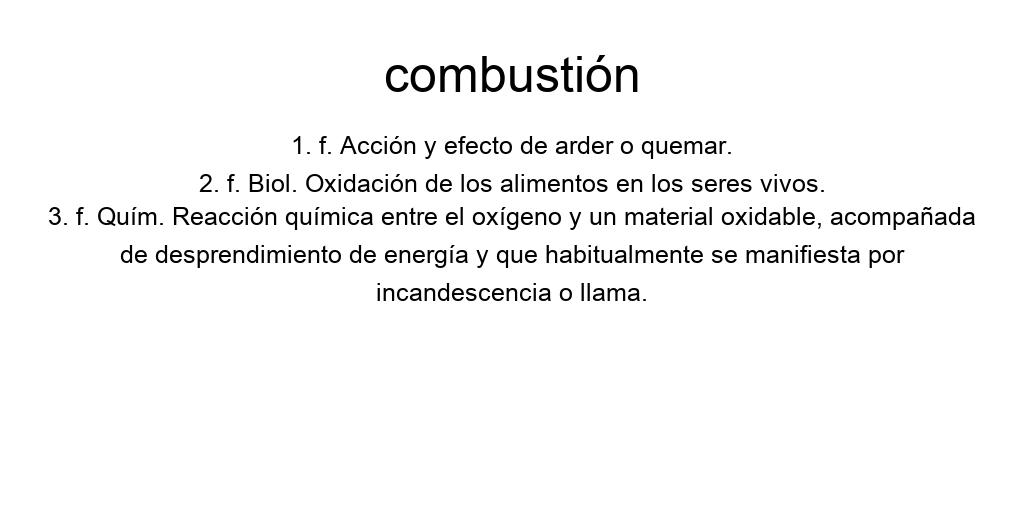 combustión
1. f. Acción y efecto de arder o quemar.
2. f. Biol. Oxidación de los alimentos en los seres vivos.
3. f. Quím. Reacción química entre el oxígeno y un material oxidable, acompañada
de desprendimiento de energía y que habitualmente se manifiesta por
incandescencia o llama.